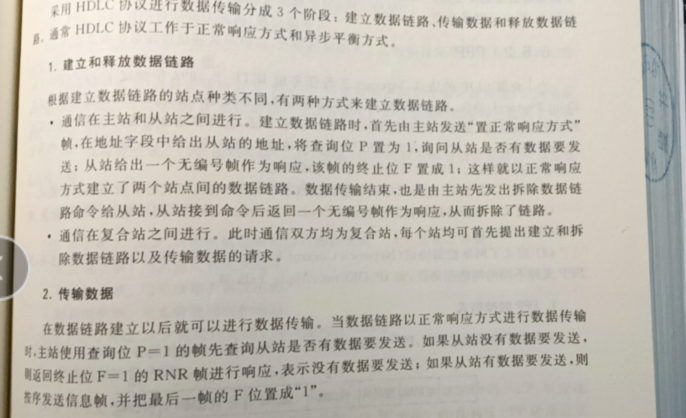 采用 HDLC 协议进行数据传输分成 3 个阶段：建立数据链路、传输数据和释放数据链
路。通常 HDLC 协议工作于正常响应方式和异步平衡方式。
1. 建立和释放数据链路
根据建立数据链路的站点种类不同，有两种方式来建立数据链路。
• 通信在主站和从站之间进行。建立数据链路时，首先由主站发送“置正常响应方式”
帧，在地址字段中给出从站的地址，将查询位 P 置为 1，询问从站是否有数据要发
送；从站给出一个无编号帧作为响应，该帧的终止位 F 置成 1；这样就以正常响应
方式建立了两个站点间的数据链路。数据传输结束，也是由主站先发出拆除数据链
路命令给从站，从站接到命令后返回一个无编号帧作为响应，从而拆除了链路。
• 通信在复合站之间进行。此时通信双方均为复合站，每个站均可首先提出建立和拆
除数据链路以及传输数据的请求。
2. 传输数据
在数据链路建立以后就可以进行数据传输。当数据链路以正常响应方式进行数据传输
时，主站使用查询位 P=1 的帧先查询从站是否有数据要发送。如果从站没有数据要发送，
则返回终止位 F=1 的 RNR 帧进行响应，表示没有数据要发送；如果从站有数据要发送，则
按序发送信息帧，并把最后一帧的 F 位置成“1”。